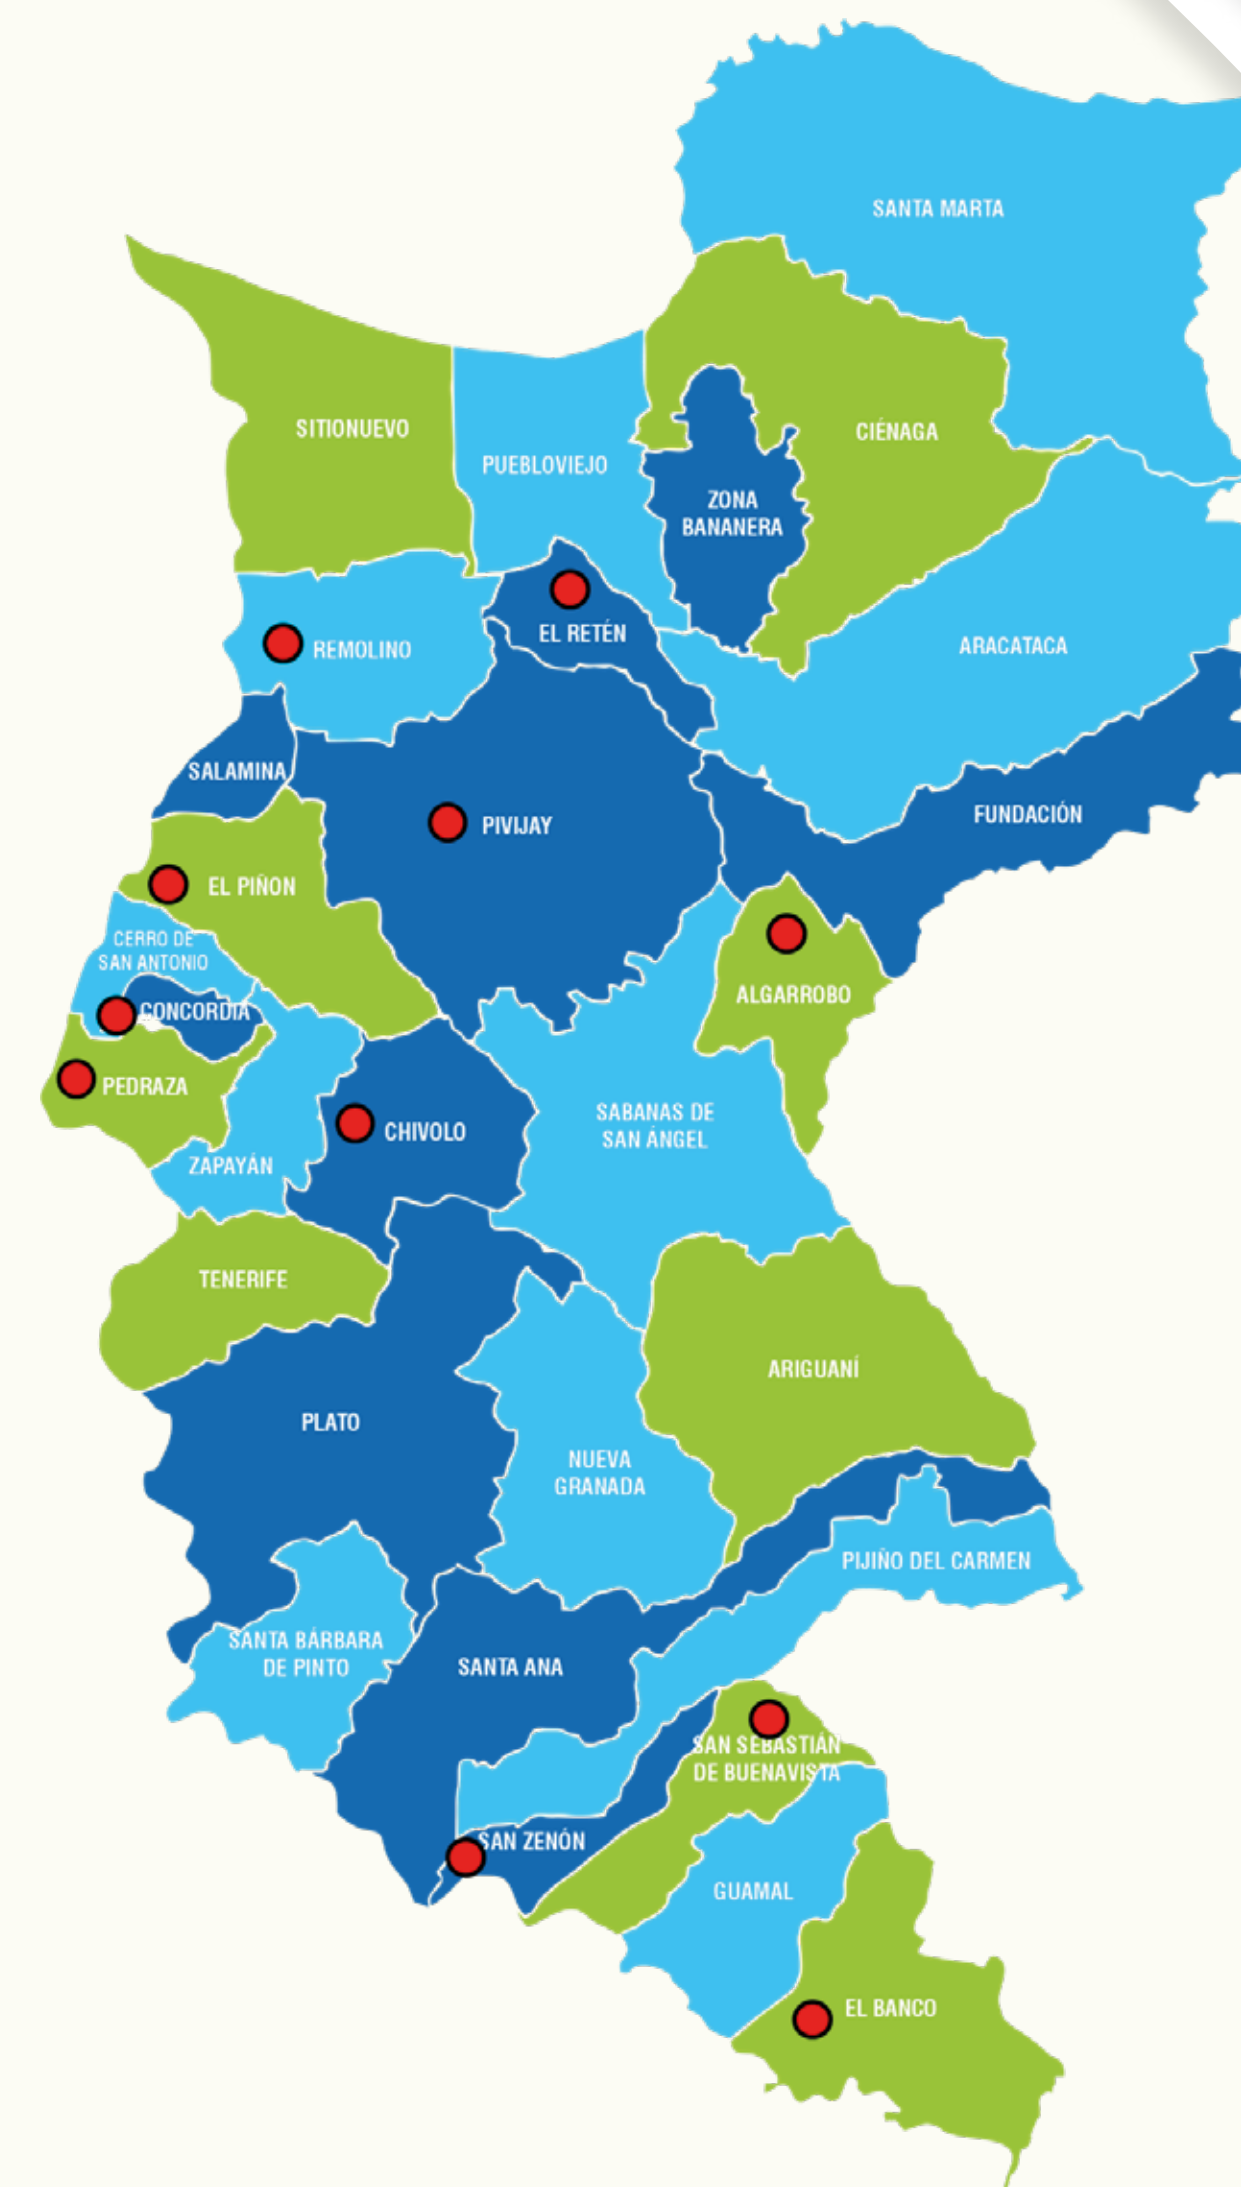 SANTA MARTA
SITIONUEVO
CIÉNAGA
PUEBLOVIEJO
ZONA
BANANERA
EL RETÉN
REMOLINO
ARACATACA
SALAMINA
FUNDACIÓN
PIVIJAY
EL PIÑON
CERRO DE
SAN ANTONIO
ALGARROBO
CONCORDIA
PEDRAZA
SABANAS DE
SAN ÁNGEL
CHIVOLO
ZAPAYÁN
TENERIFE
ARIGUANÍ
PLATO
NUEVA
GRANADA
PIJIÑO DEL CARMEN
SANTA BÁRBARA
DE PINTO
SANTA ANA
SAN SEBASTIÁN
DE BUENAVISTA
SAN ZENÓN
GUAMAL
EL BANCO